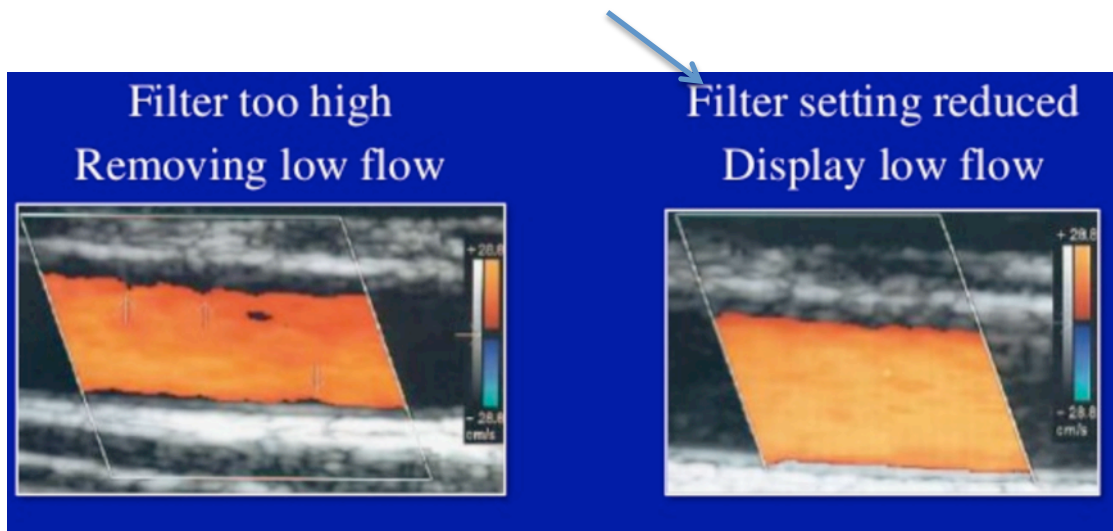 Filter too high
Removing low flow
+28.8
- 28.8
cm/s
Filter setting reduced
Display low flow
+ 28.8
- 28.8
cm/s